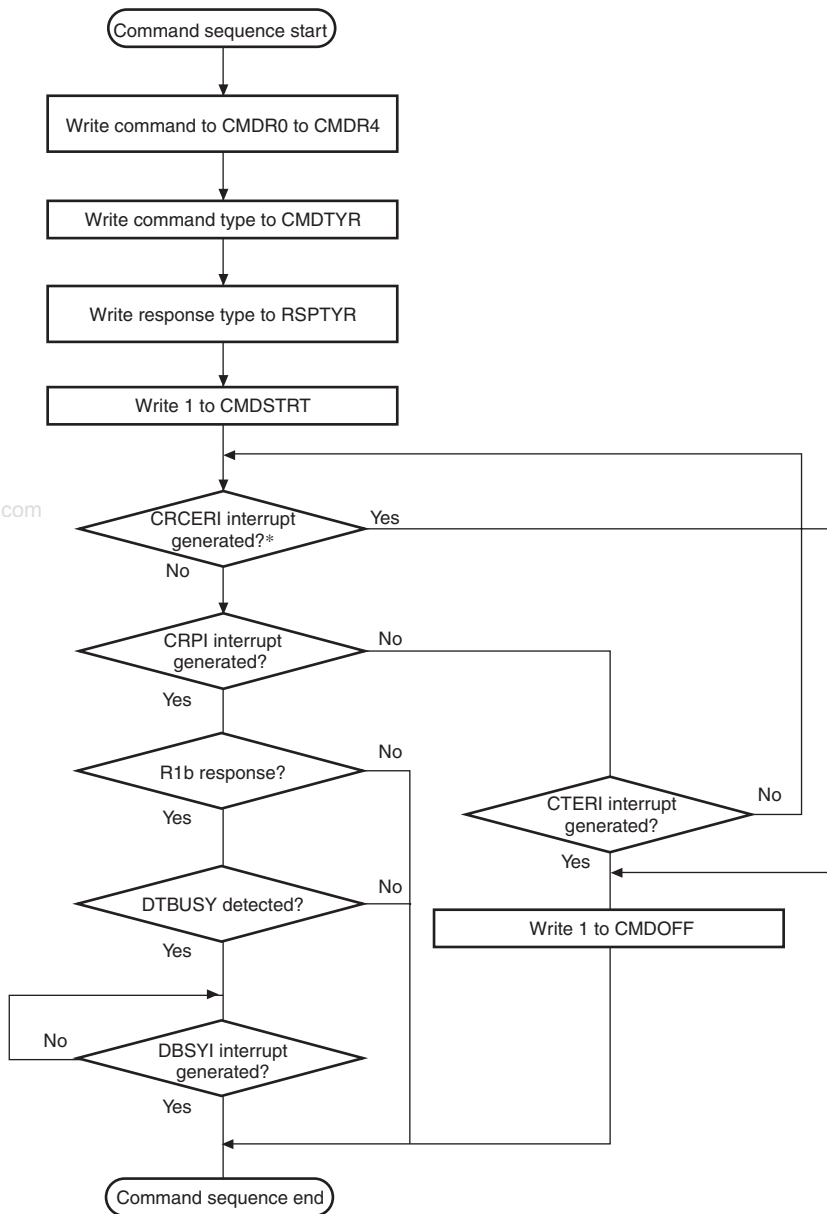 Command sequence start
Write command to CMDR0 to CMDR4
Write command type to CMDTYR
Write response type to RSPTYR
Write 1 to CMDSTRT
com
CRCERI interrupt
generated?*
Yes
No
CRPI interrupt
generated?
No
Yes
R1b response?
No
Yes
CTERI interrupt
generated?
No
Yes
DTBUSY detected?
No
Yes
Write 1 to CMDOFF
DBSYI interrupt
generated?
No
Yes
Command sequence end